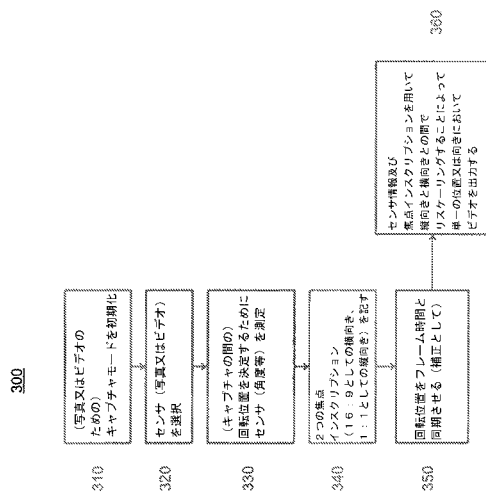 300
310
(写真又はビデオの
ための)
キャプチャモードを初期化
320
センサ(写真又はビデオ)
を選択
330
(キャプチャの間の)
回転位置を決定するために
センサ(角度等)を測定
340
2つの焦点
インスクリプション
(16:9としての横向き、
1:1としての縦向き)を記す
350
回転位置をフレーム時間と
同期させる(補正として)
360
センサ情報及び
焦点インスクリプションを用いて
縦向きと横向きとの間で
リスケーリングすることによって
単一の位置又は向きにおいて
ビデオを出力する